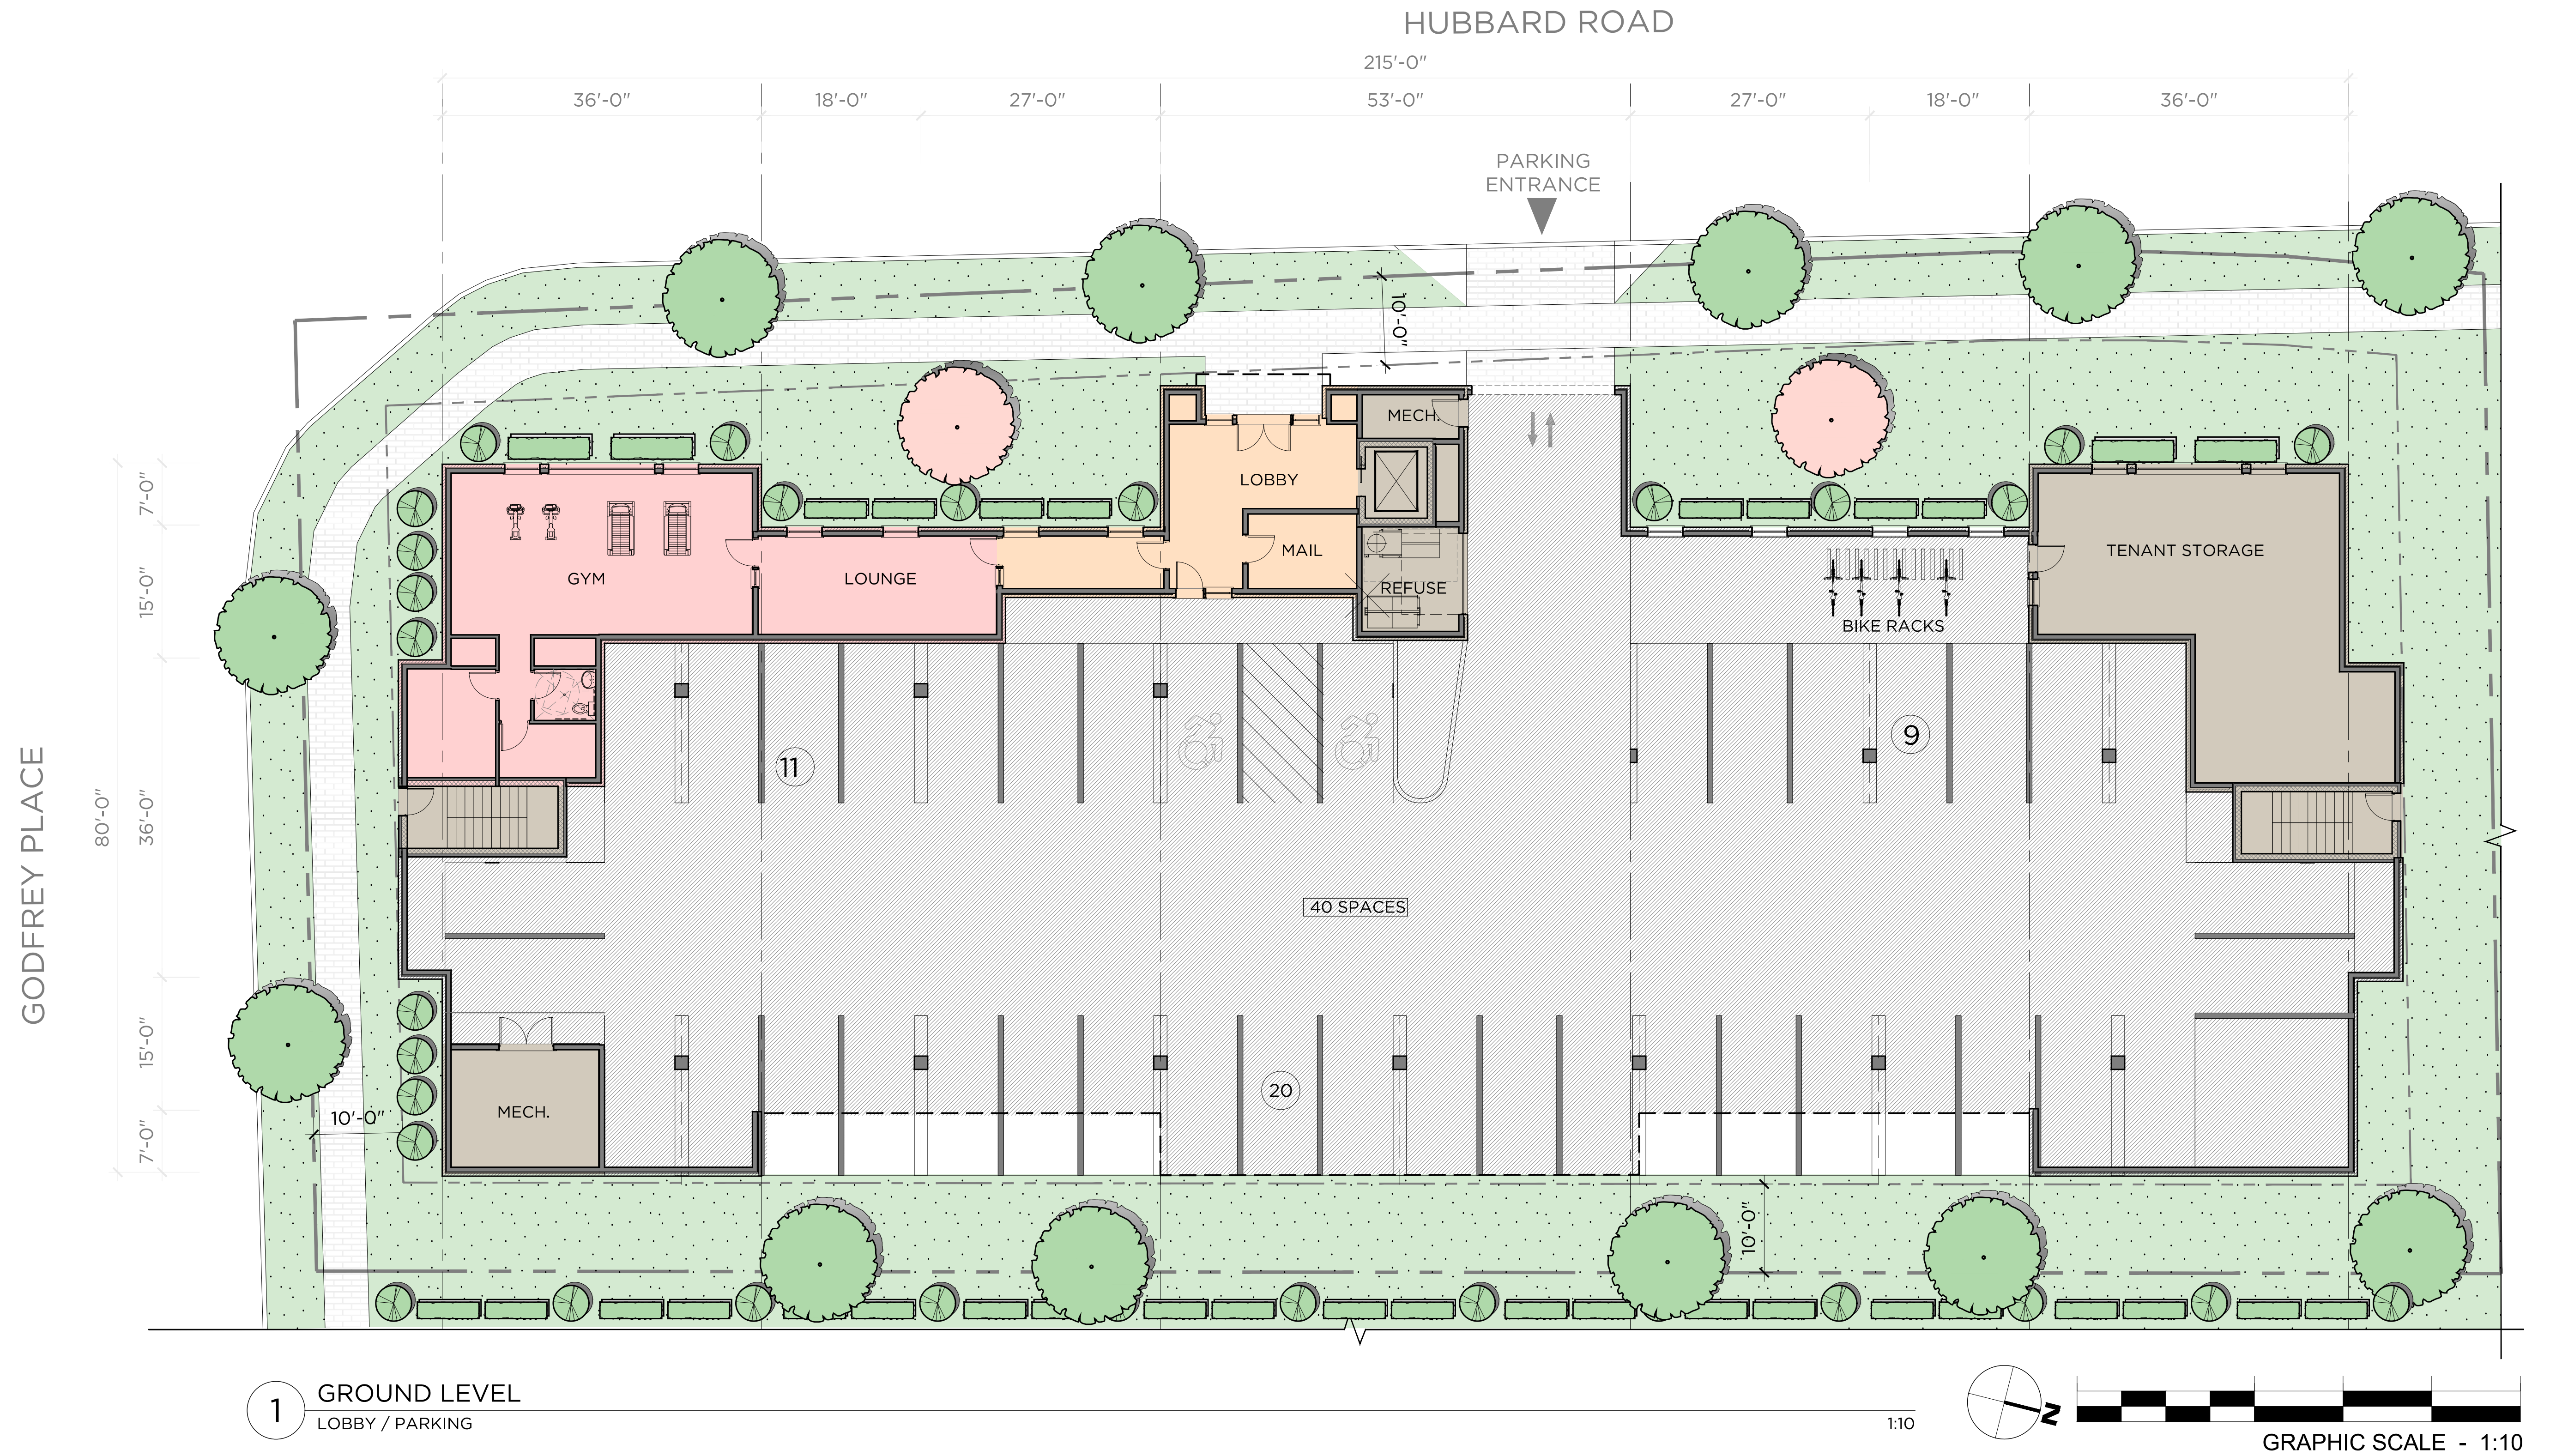 HUBBARD ROAD
215'-0"
36'-0"
18'-0"
27'-0"
53'-0"
27'-0"
18'-0"
36'-0"
PARKING
ENTRANCE
10'-0"
MECH.
LOBBY
MAIL
REFUSE
GYM
LOUNGE
TENANT STORAGE
BIKE RACKS
7'-0"
15'-0"
36'-0"
15'-0"
7'-0"
80'-0"
GODFREY PLACE
11
9
40 SPACES
20
MECH.
10'-0"
10'-0"
1
GROUND LEVEL
LOBBY / PARKING
1:10
N
GRAPHIC SCALE - 1:10